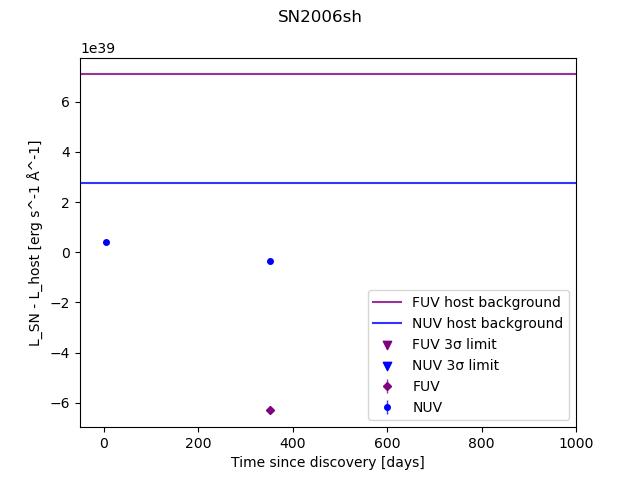 SN2006sh
1e39
L_SN - L_host [erg s^-1 Å^-1]
6
4
2
0
−2
−4
−6
FUV host background
NUV host background
FUV 3σ limit
NUV 3σ limit
FUV
NUV
0 200 400 600 800 1000
Time since discovery [days]